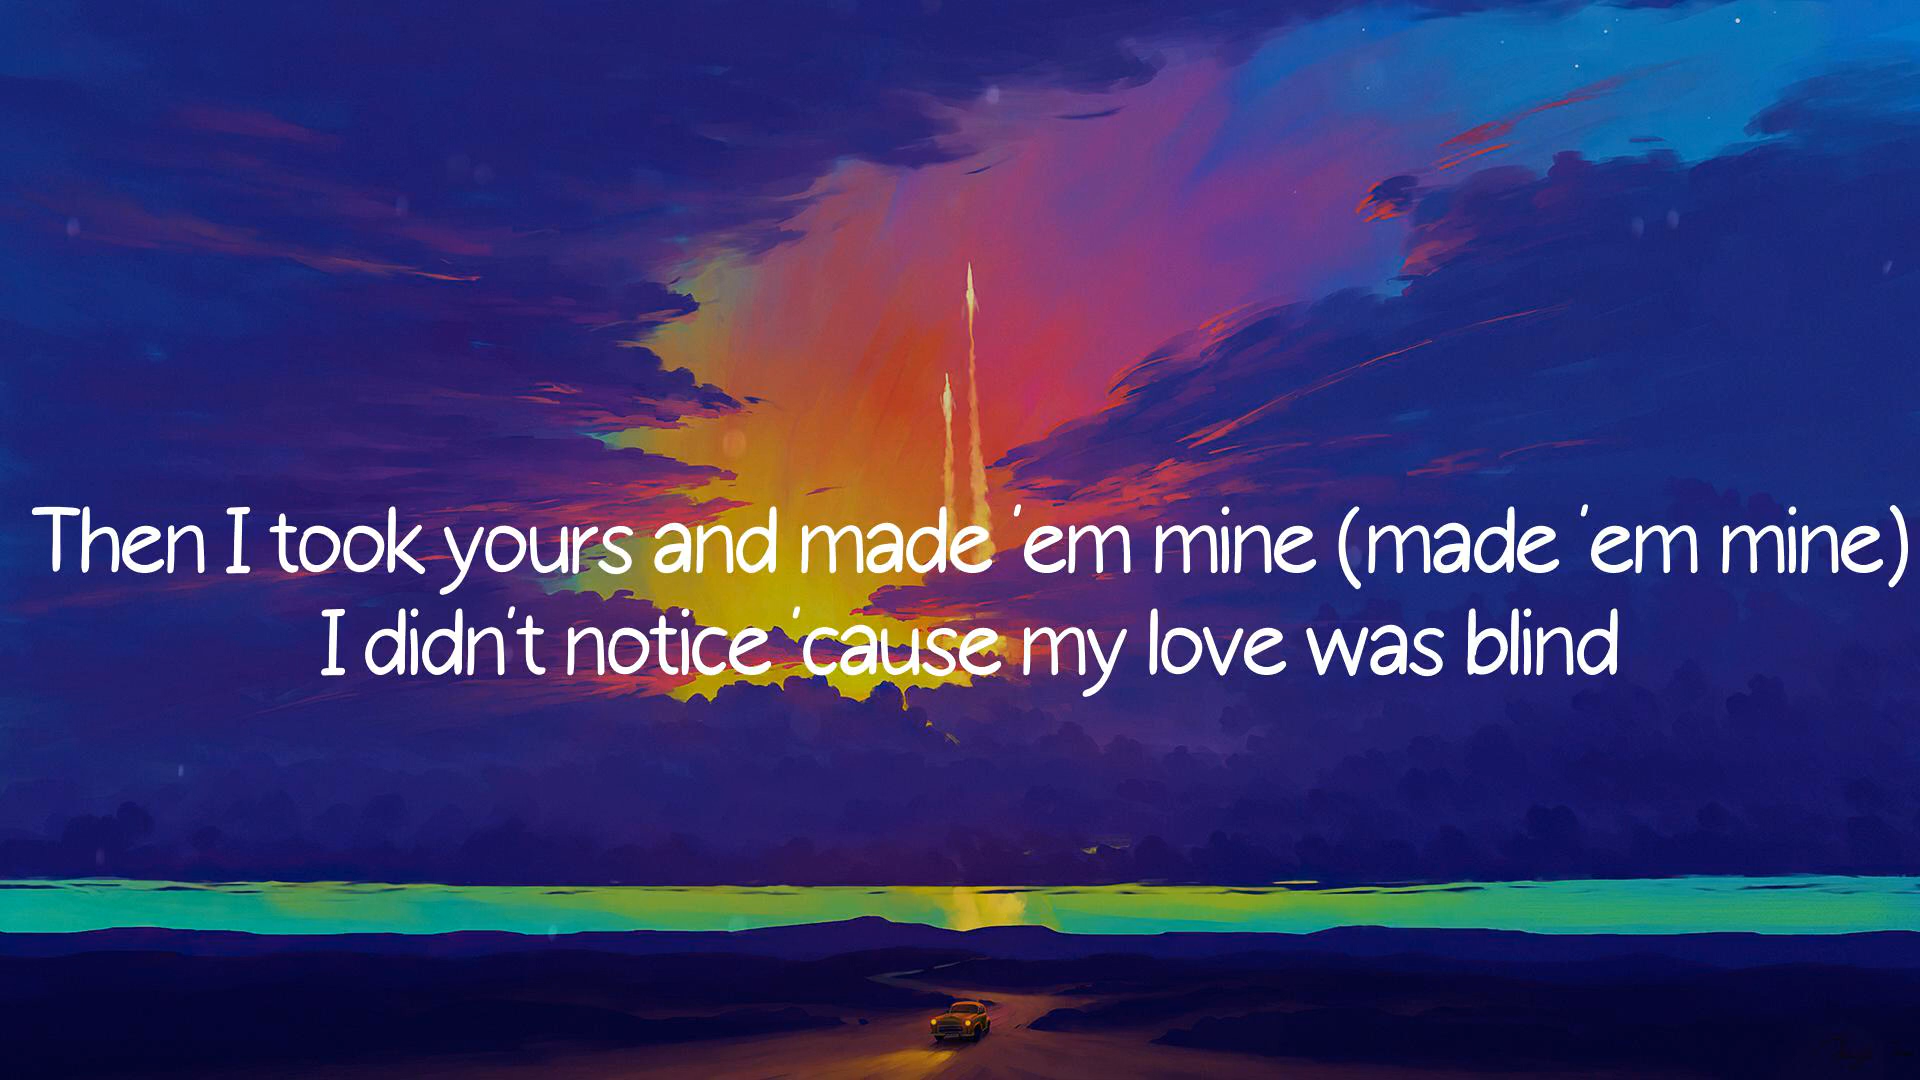 Then I took yours and made 'em mine (made 'em mine)
I didn't notice 'cause my love was blind